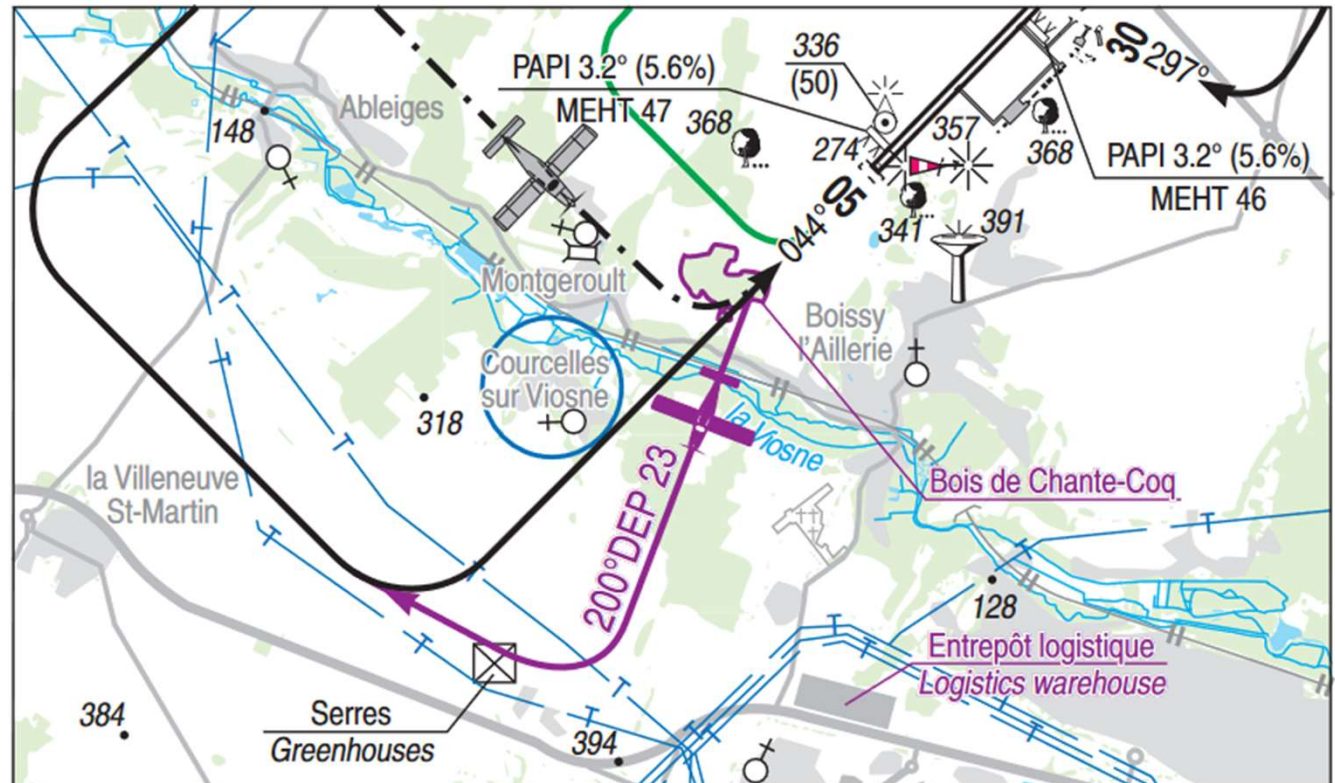 336
(50)
PAPI 3.2° (5.6%)
MEHT 47
30
297°
Ableiges
148
368
274
357
368
PAPI 3.2° (5.6%)
MEHT 46
05
044°
341
391
Montgeroult
Boissy
l'Aillerie
Courcelles
sur Viosne
318
la Viosne
la Villeneuve
St-Martin
200°DEP 23
Bois de Chante-Coq
128
Entrepôt logistique
Logistics warehouse
Serres
Greenhouses
384
394